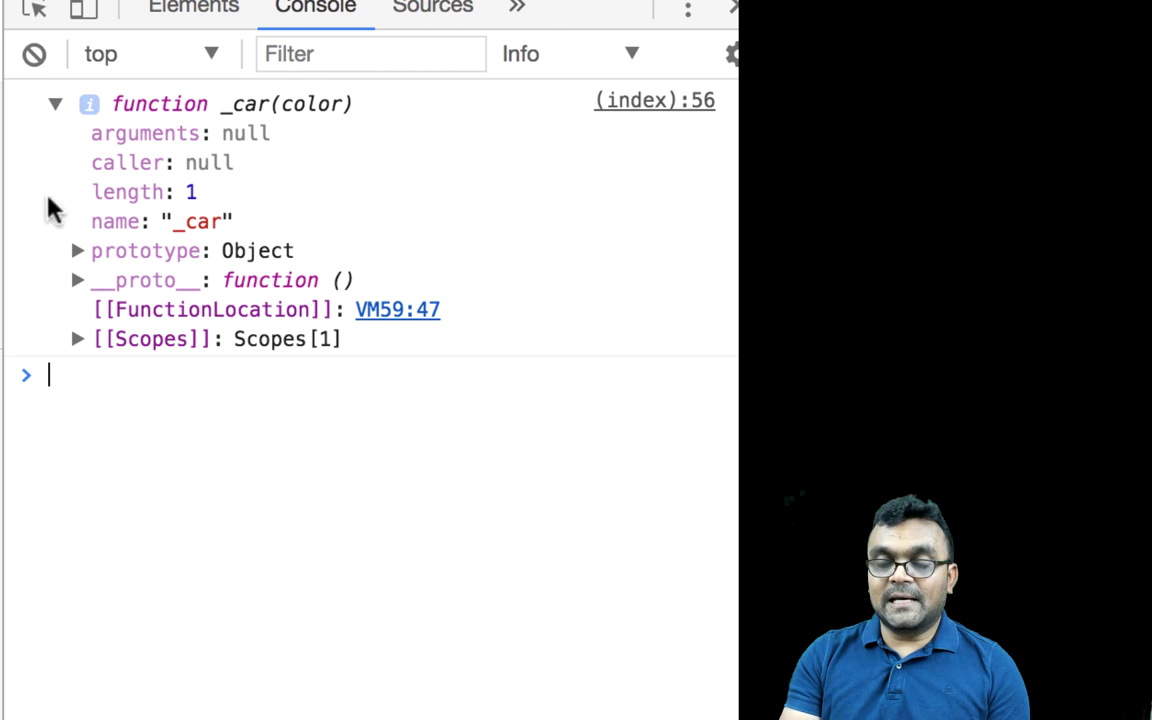 Elements Console Sources »
top Filter Info
i function _car(color) (index):56
arguments: null
caller: null
length: 1
name: "_car"
prototype: Object
__proto__: function ()
[[FunctionLocation]]: VM59:47
[[Scopes]]: Scopes[1]
>